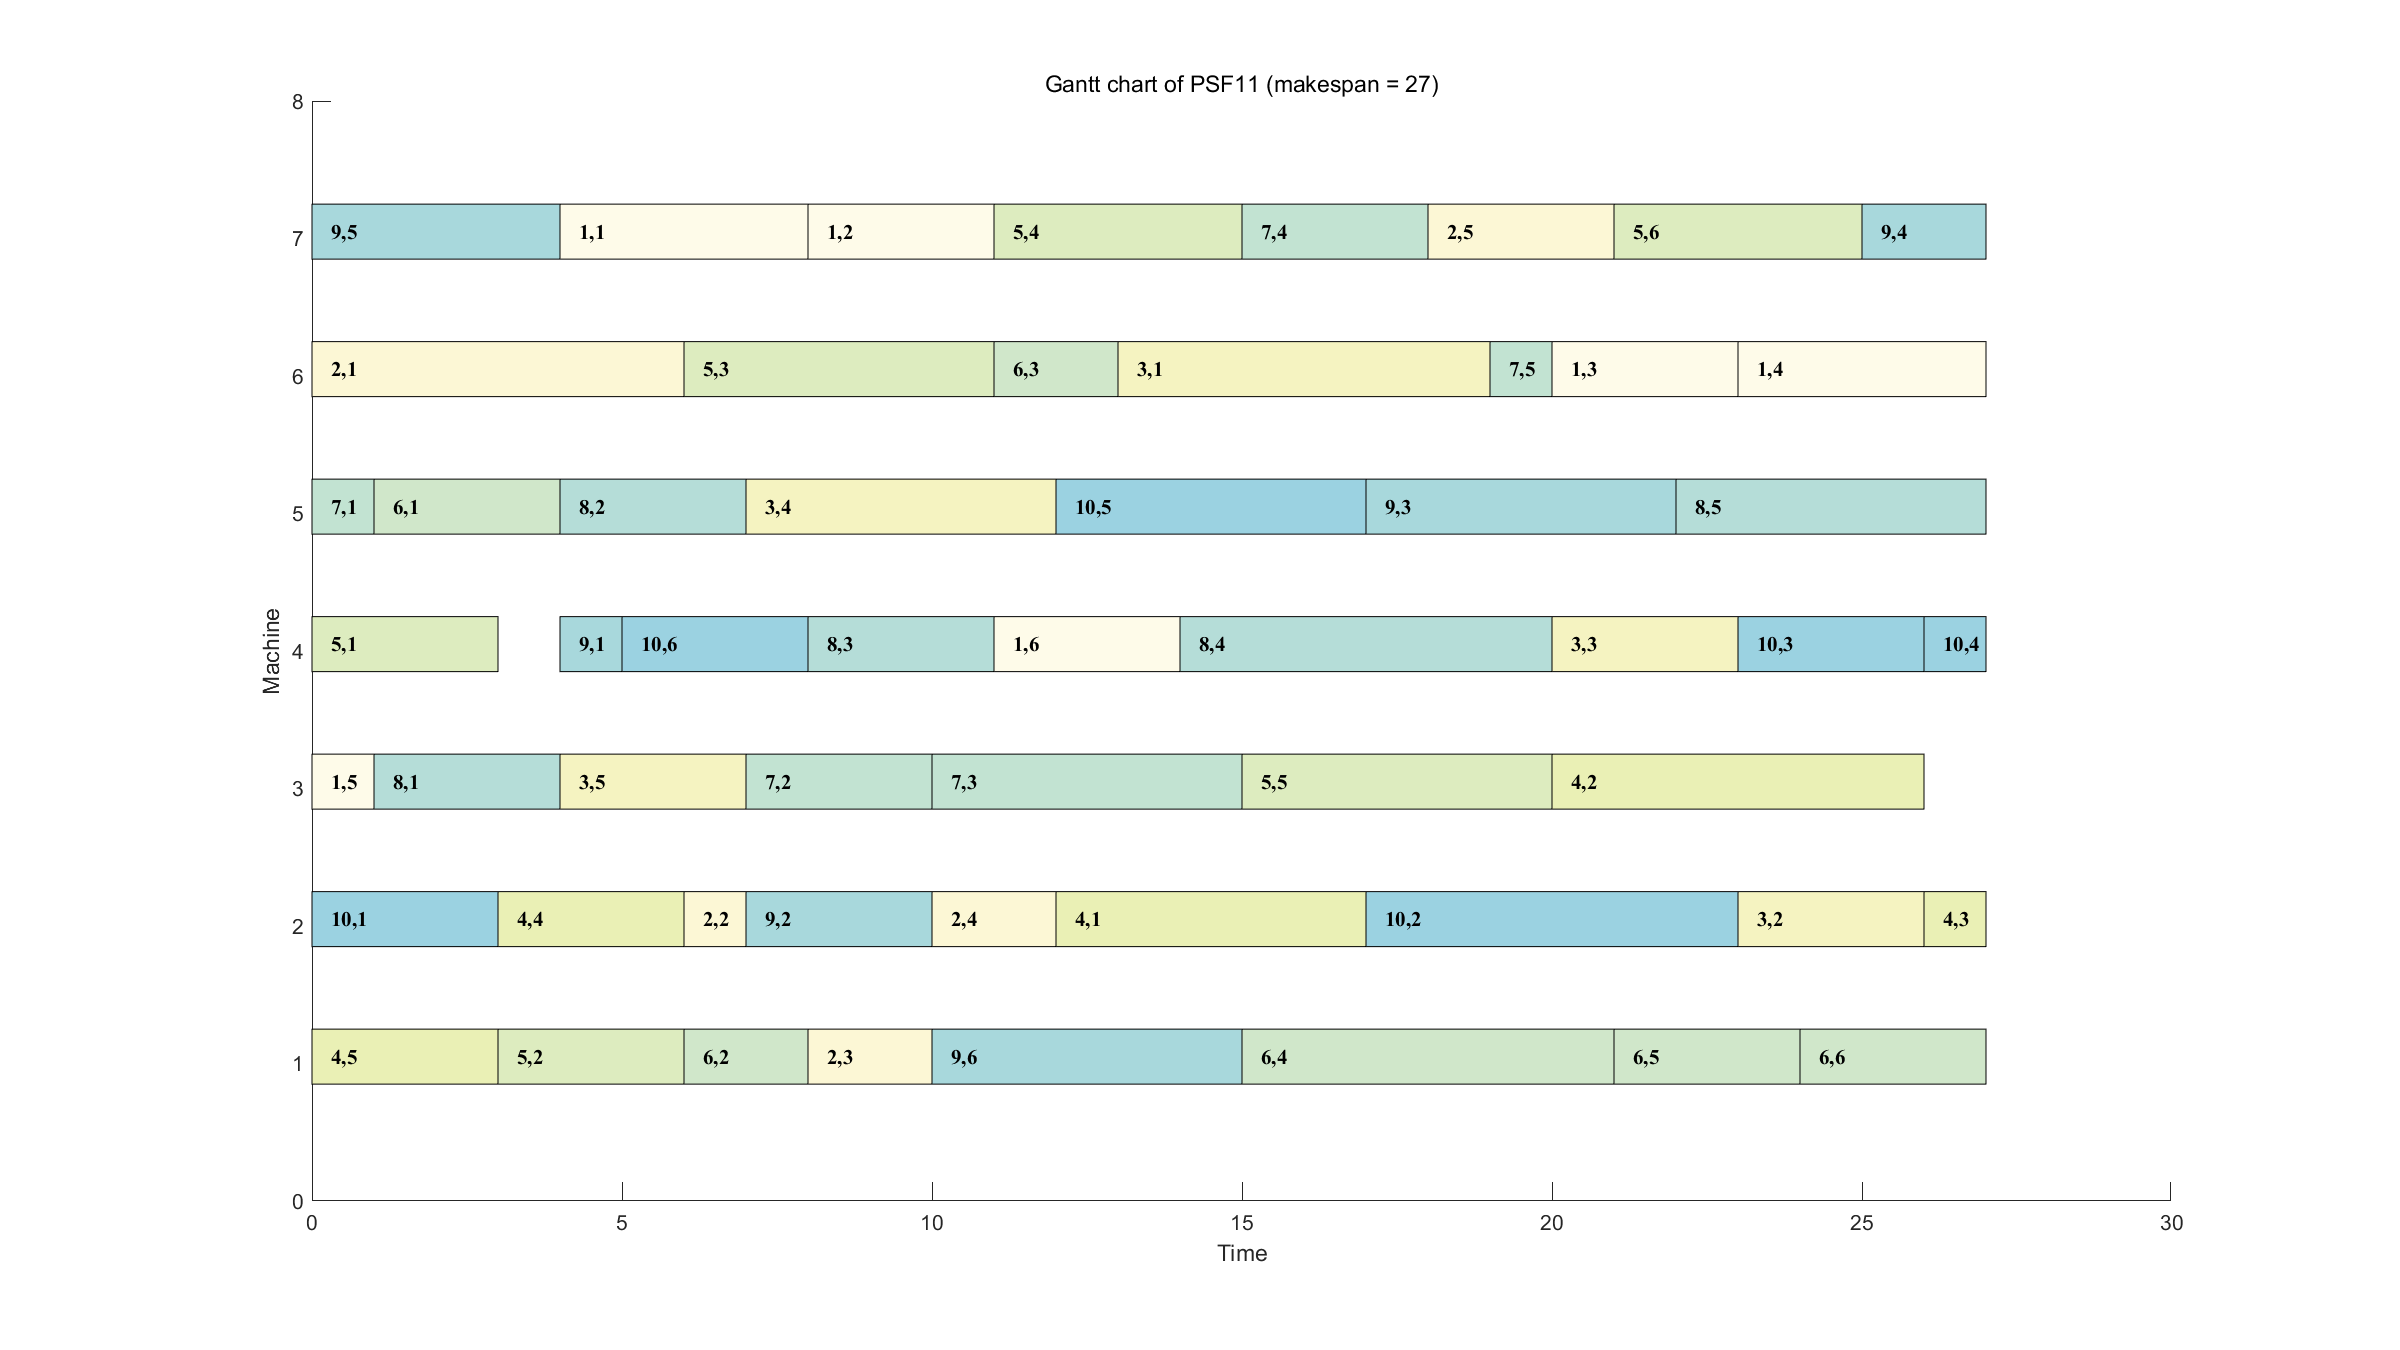 Gantt chart of PSF11 (makespan = 27)
8
7
9,5 1,1 1,2 5,4 7,4 2,5 5,6 9,4
6
2,1 5,3 6,3 3,1 7,5 1,3 1,4
5
7,1 6,1 8,2 3,4 10,5 9,3 8,5
Machine
4
5,1 9,1 10,6 8,3 1,6 8,4 3,3 10,3 10,4
3
1,5 8,1 3,5 7,2 7,3 5,5 4,2
2
10,1 4,4 2,2 9,2 2,4 4,1 10,2 3,2 4,3
1
4,5 5,2 6,2 2,3 9,6 6,4 6,5 6,6
0
0 5 10 15 20 25 30
Time